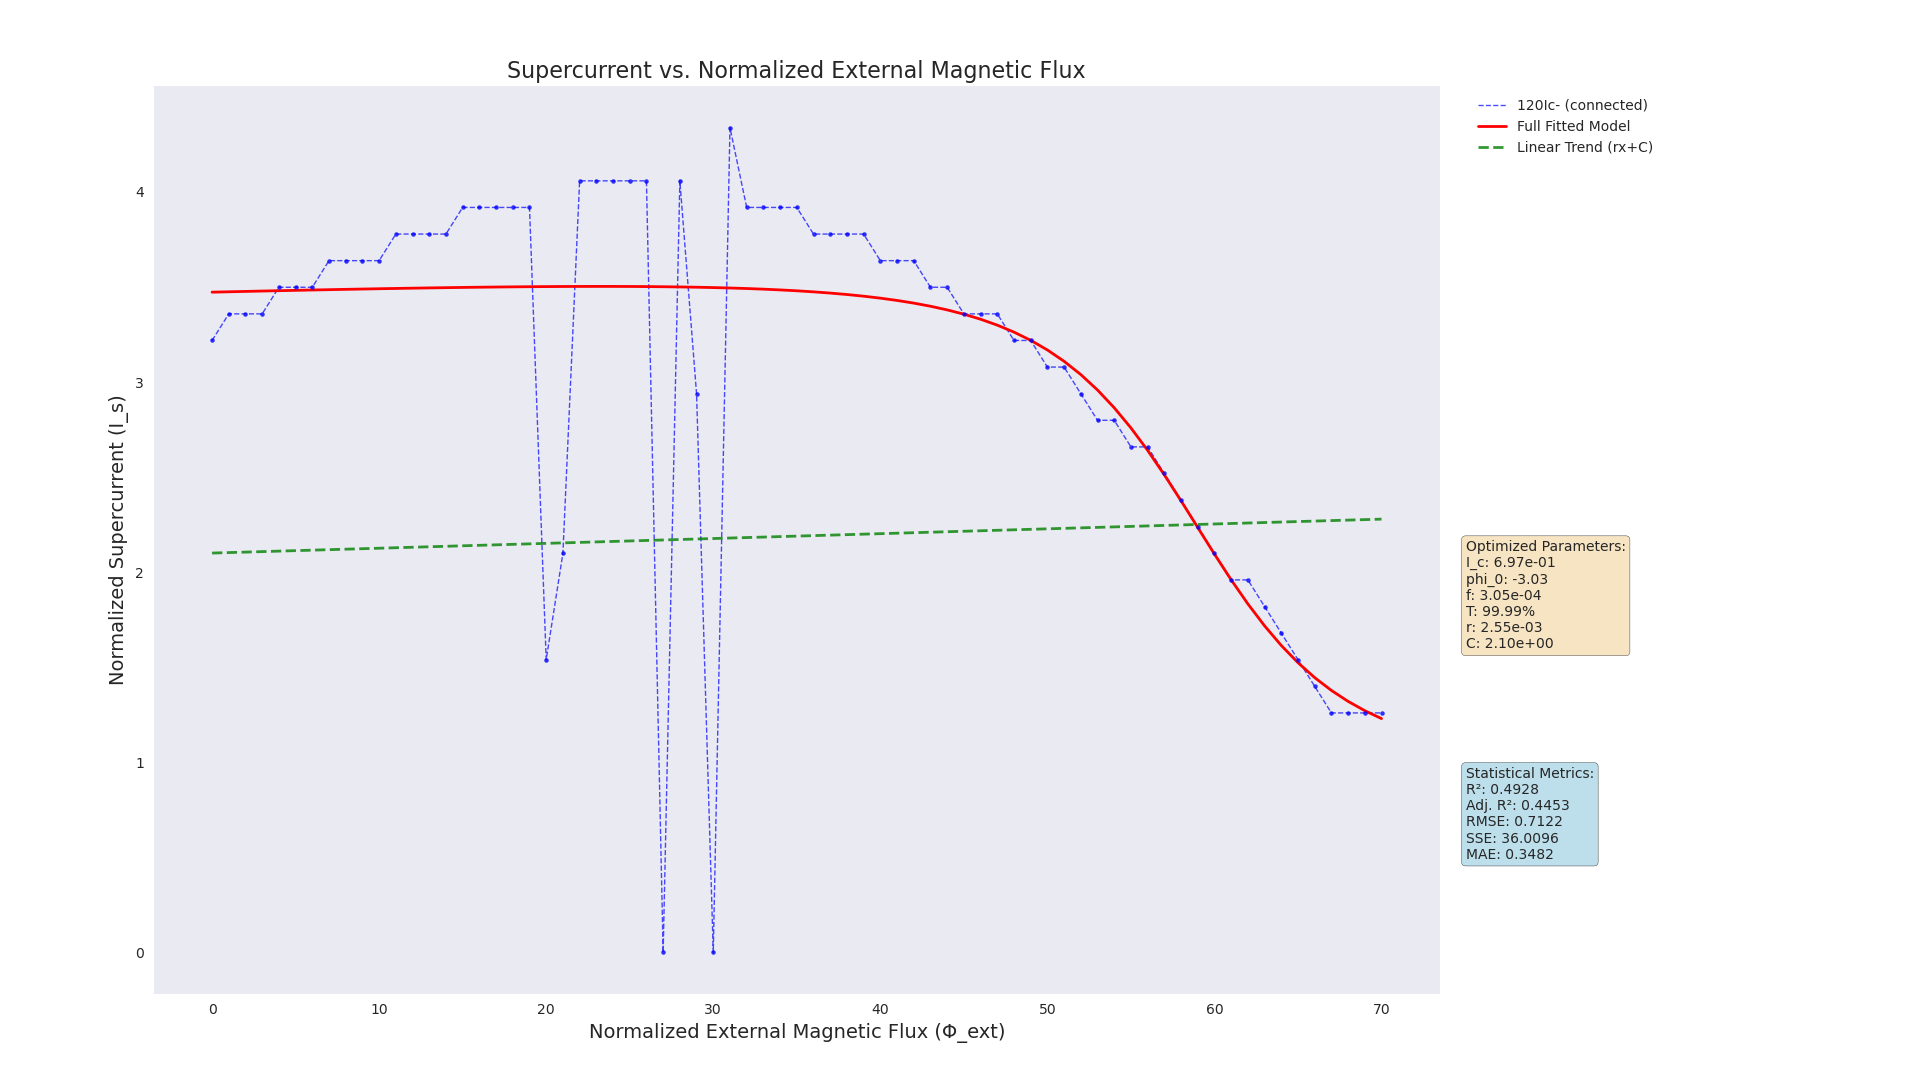 Supercurrent vs. Normalized External Magnetic Flux
120Ic- (connected)
Full Fitted Model
Linear Trend (rx+C)
4
3
2
1
0
Normalized Supercurrent (I_s)
0 10 20 30 40 50 60 70
Normalized External Magnetic Flux (Φ_ext)
Optimized Parameters:
I_c: 6.97e-01
phi_0: -3.03
f: 3.05e-04
T: 99.99%
r: 2.55e-03
C: 2.10e+00
Statistical Metrics:
R²: 0.4928
Adj. R²: 0.4453
RMSE: 0.7122
SSE: 36.0096
MAE: 0.3482